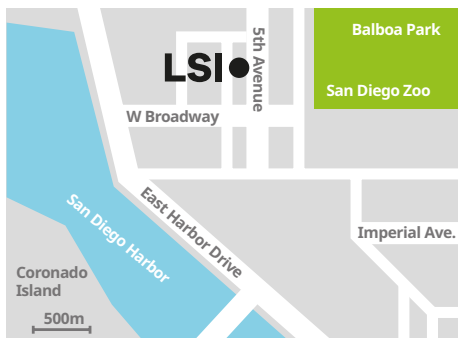 Balboa Park
San Diego Zoo
LSI
5th Avenue
W Broadway
East Harbor Drive
San Diego Harbor
Imperial Ave.
Coronado
Island
500m